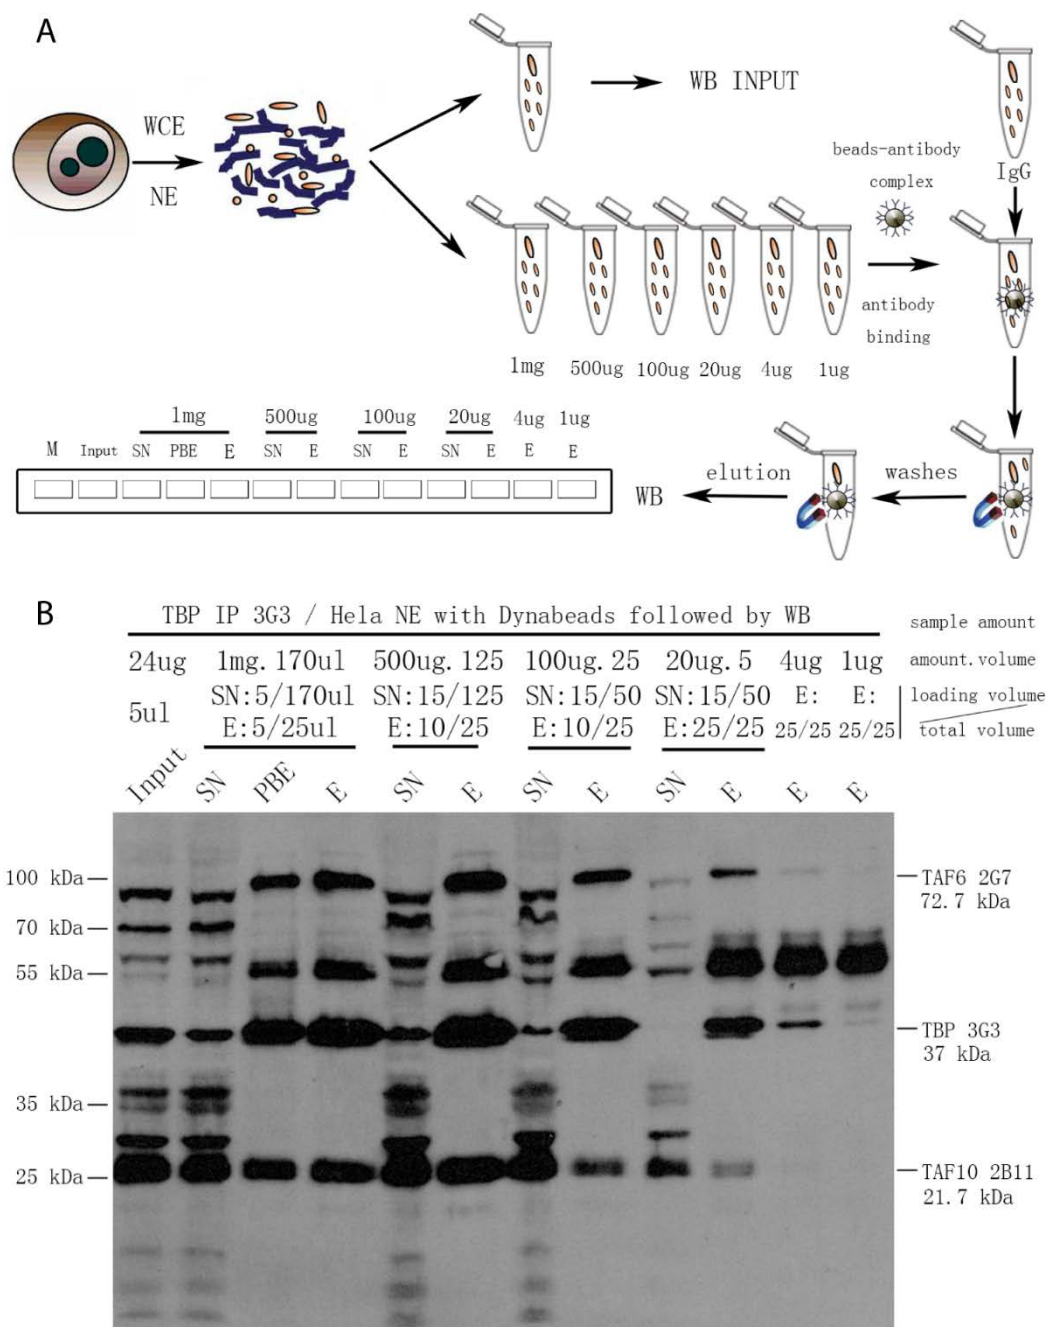 A
WCE
NE
WB INPUT
beads-antibody
complex
IgG
antibody
binding
1mg 500ug 100ug 20ug 4ug 1ug
1mg 500ug 100ug 20ug 4ug 1ug
M Input SN PBE E SN E SN E SN E E E
WB
elution
washes
B
TBP IP 3G3 / Hela NE with Dynabeads followed by WB
sample amount
24ug 1mg.170ul 500ug.125 100ug.25 20ug.5 4ug 1ug amount.volume
5ul SN:5/170ul SN:15/125 SN:15/50 SN:15/50 E: E: loading volume
E:5/25ul E:10/25 E:10/25 E:25/25 25/25 25/25 total volume
Input SN PBE E SN E SN E SN E E E
100 kDa
TAF6 2G7
72.7 kDa
70 kDa
55 kDa
TBP 3G3
37 kDa
35 kDa
25 kDa
TAF10 2B11
21.7 kDa